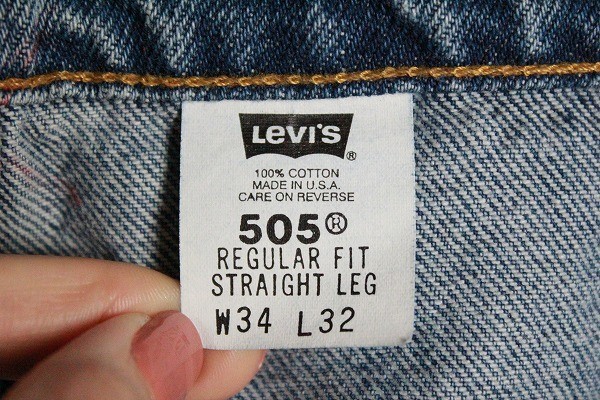 Levi's ®
100% COTTON
MADE IN U.S.A.
CARE ON REVERSE
505®
REGULAR FIT
STRAIGHT LEG
W34 L32